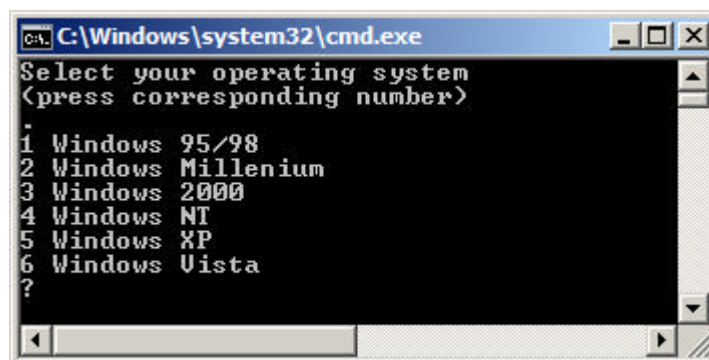 C:\Windows\system32\cmd.exe
Select your operating system
(press corresponding number)
.
1 Windows 95/98
2 Windows Millenium
3 Windows 2000
4 Windows NT
5 Windows XP
6 Windows Vista
?